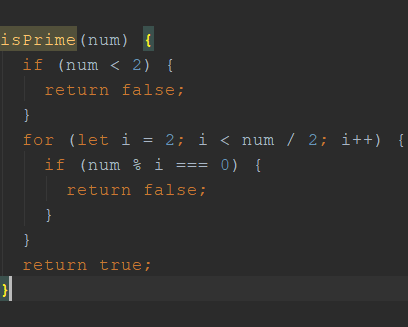 isPrime(num) {
if (num < 2) {
return false;
}
for (let i = 2; i < num / 2; i++) {
if (num % i === 0) {
return false;
}
}
return true;
}